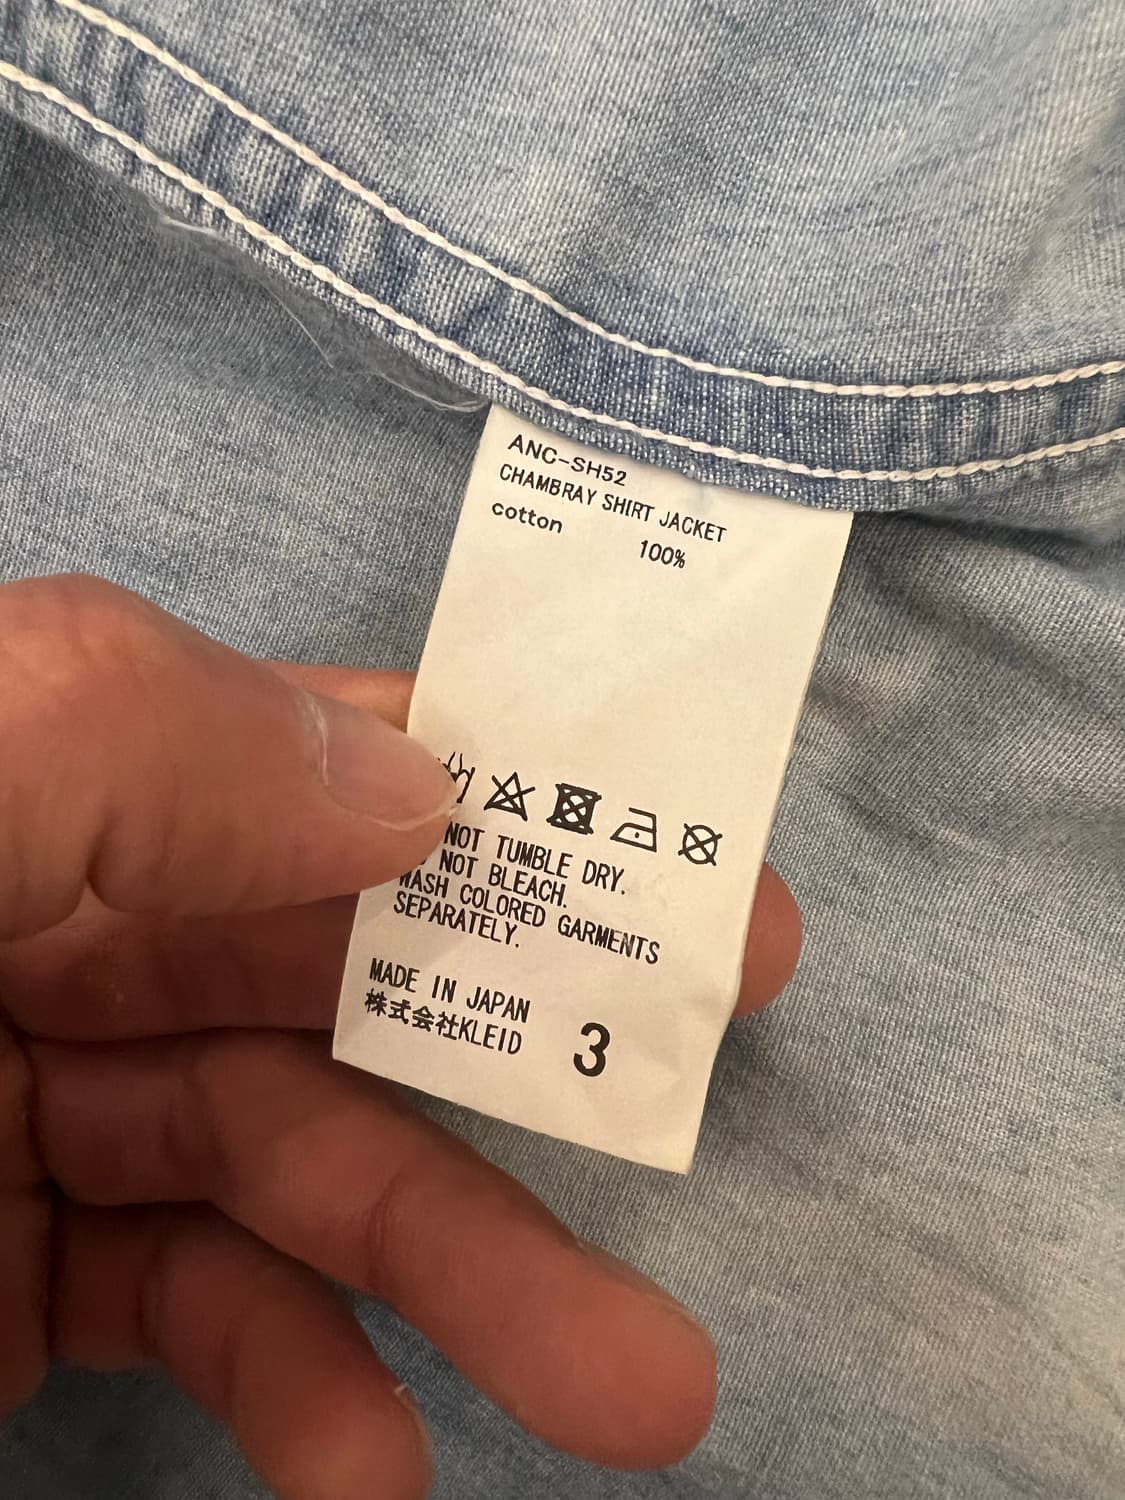 ANC-SH52
CHAMBRAY SHIRT JACKET
cotton 100%
NOT TUMBLE DRY.
NOT BLEACH.
WASH COLORED GARMENTS
SEPARATELY.
MADE IN JAPAN
株式会社KLEID
3